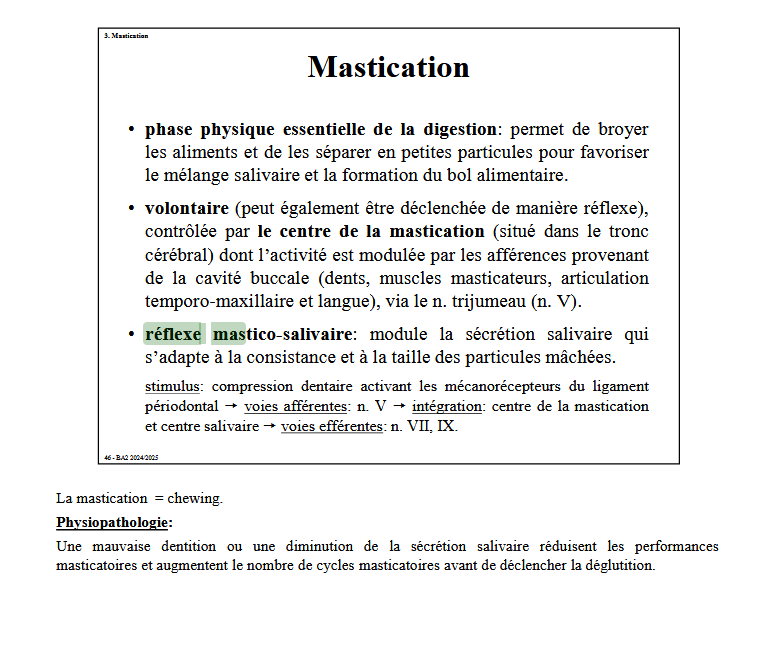 3. Mastication
Mastication
• phase physique essentielle de la digestion: permet de broyer
les aliments et de les séparer en petites particules pour favoriser
le mélange salivaire et la formation du bol alimentaire.
• volontaire (peut également être déclenchée de manière réflexe),
contrôlée par le centre de la mastication (situé dans le tronc
cérébral) dont l’activité est modulée par les afférences provenant
de la cavité buccale (dents, muscles masticateurs, articulation
temporo-maxillaire et langue), via le n. trijumeau (n. V).
• réflexe mastico-salivaire: module la sécrétion salivaire qui
s’adapte à la consistance et à la taille des particules mâchées.
stimulus: compression dentaire activant les mécanorécepteurs du ligament
périodontal → voies afférentes: n. V → intégration: centre de la mastication
et centre salivaire → voies efférentes: n. VII, IX.
46 - BA2 2024/2025
La mastication = chewing.
Physiopathologie:
Une mauvaise dentition ou une diminution de la sécrétion salivaire réduisent les performances
masticatoires et augmentent le nombre de cycles masticatoires avant de déclencher la déglutition.